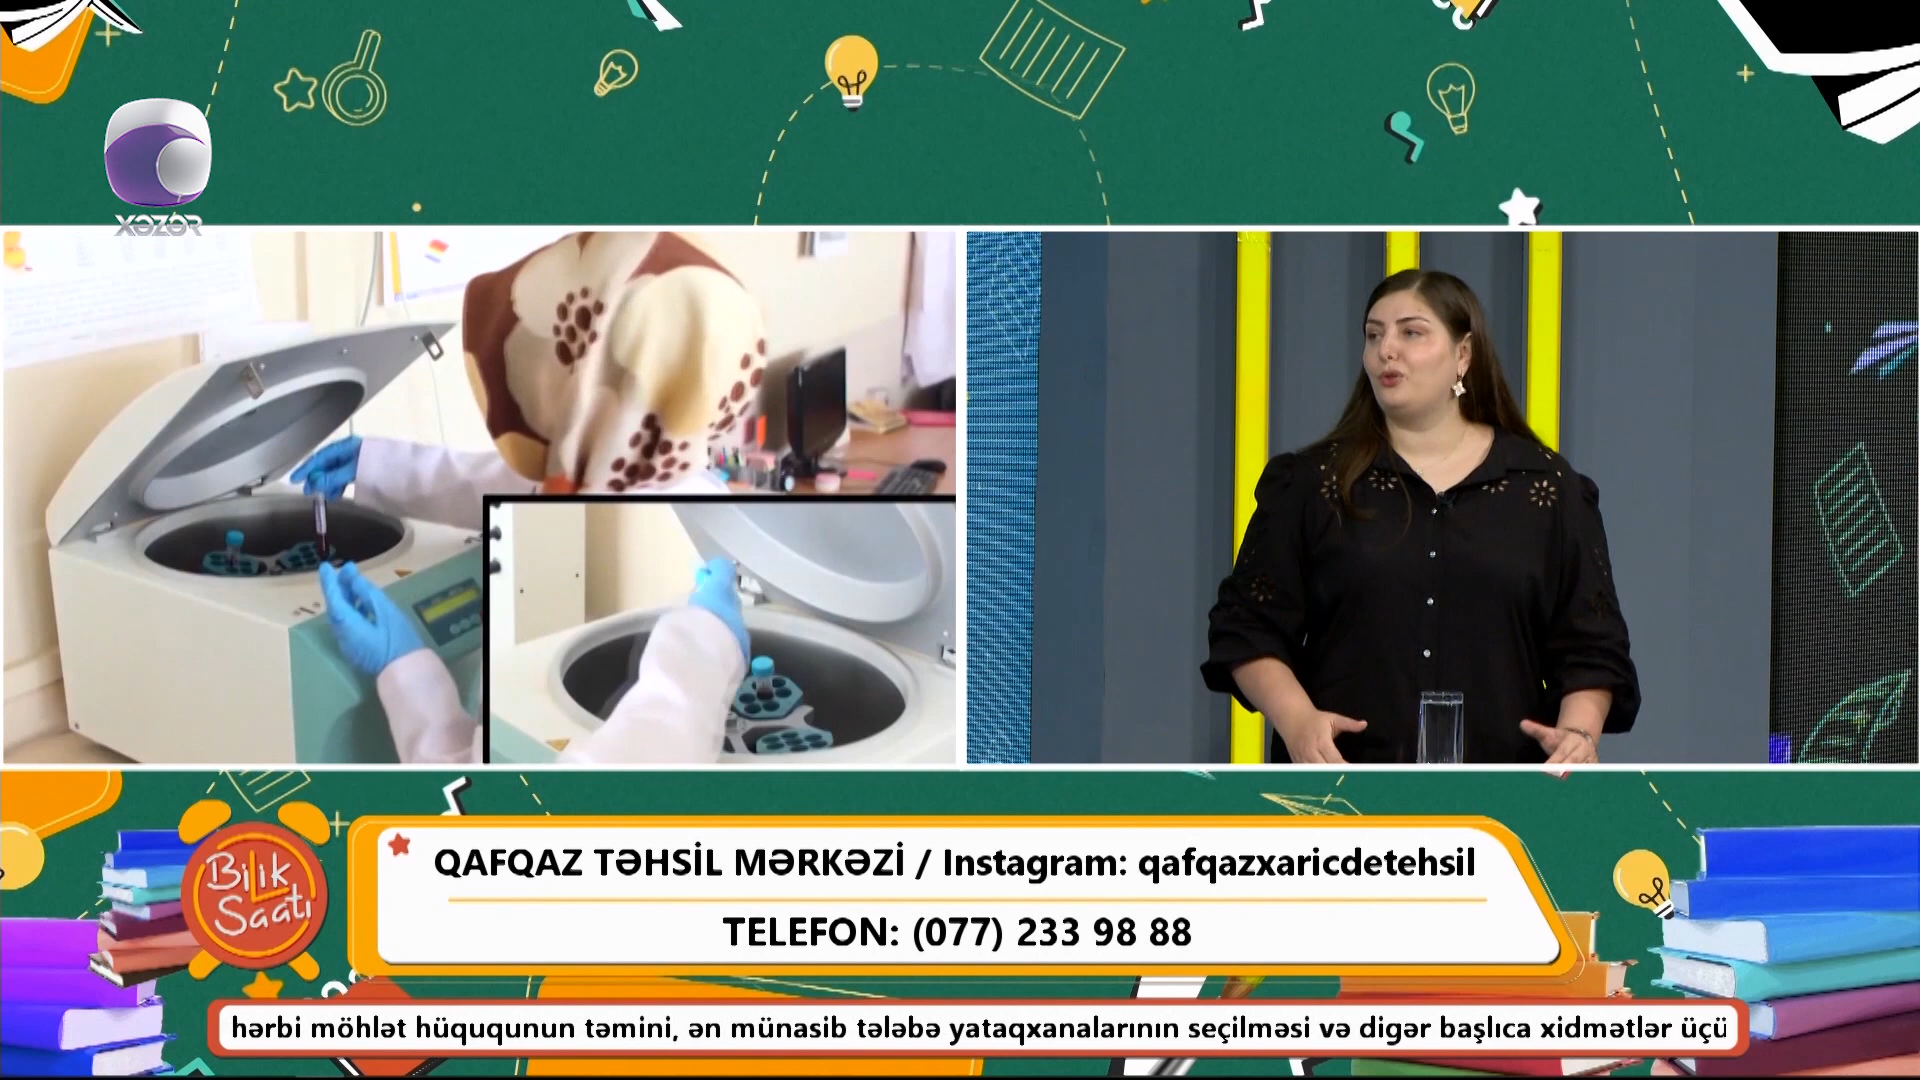 XƏZƏR
QAFQAZ TƏHSİL MƏRKƏZİ / Instagram: qafqazxaricdetehsil
TELEFON: (077) 233 98 88
Bilik
Saatı
hərbi möhlət hüququnun təmini, ən münasib tələbə yataqxanalarının seçilməsi və digər başlıca xidmətlər üçü